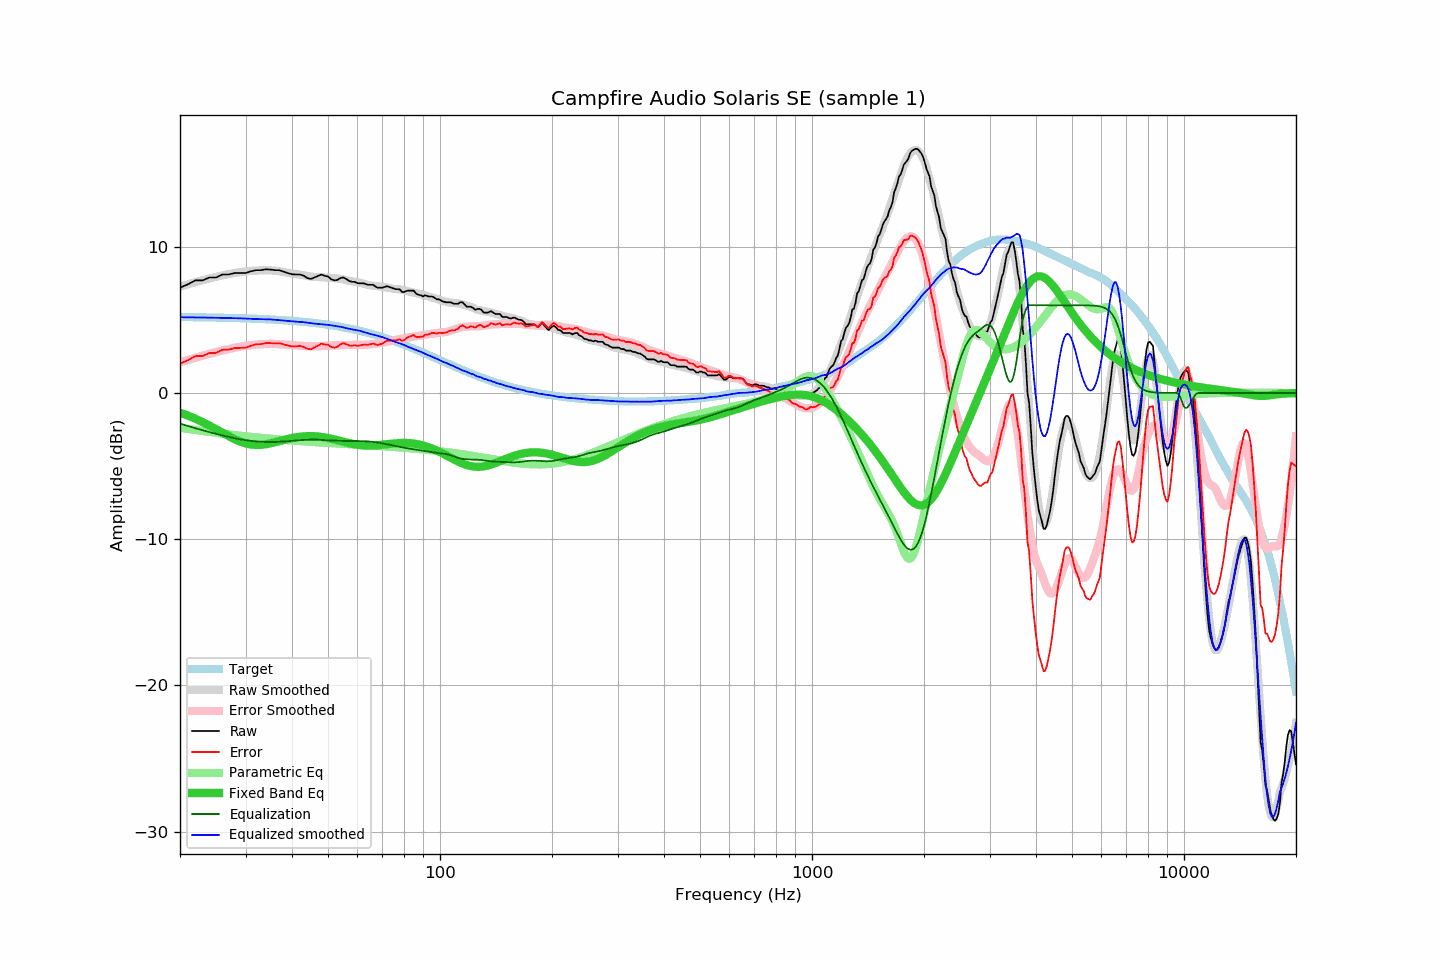 Campfire Audio Solaris SE (sample 1)
Amplitude (dBr)
10
0
−10
−20
−30
Target
Raw Smoothed
Error Smoothed
Raw
Error
Parametric Eq
Fixed Band Eq
Equalization
Equalized smoothed
100
1000
10000
Frequency (Hz)